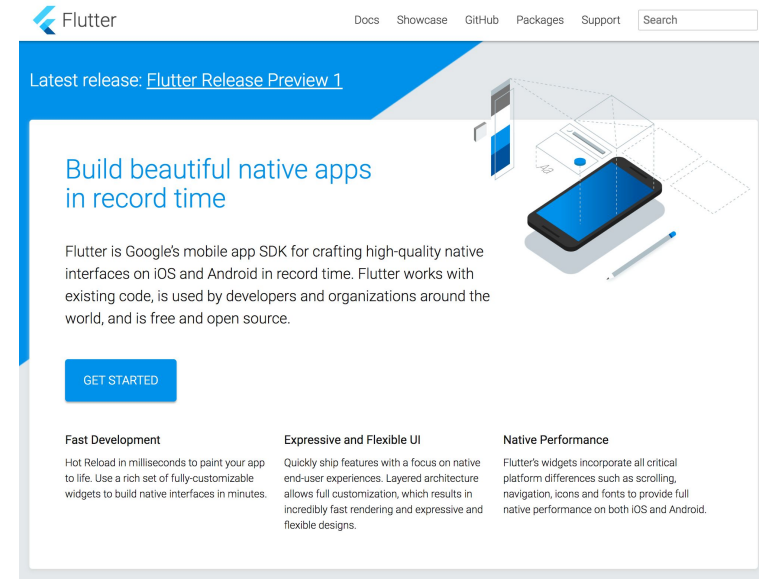 Flutter
Docs Showcase GitHub Packages Support Search
Latest release: Flutter Release Preview 1
Build beautiful native apps
in record time
Flutter is Google's mobile app SDK for crafting high-quality native
interfaces on iOS and Android in record time. Flutter works with
existing code, is used by developers and organizations around the
world, and is free and open source.
GET STARTED
Fast Development
Hot Reload in milliseconds to paint your app
to life. Use a rich set of fully-customizable
widgets to build native interfaces in minutes.
Expressive and Flexible UI
Quickly ship features with a focus on native
end-user experiences. Layered architecture
allows full customization, which results in
incredibly fast rendering and expressive and
flexible designs.
Native Performance
Flutter's widgets incorporate all critical
platform differences such as scrolling,
navigation, icons and fonts to provide full
native performance on both iOS and Android.
Ag